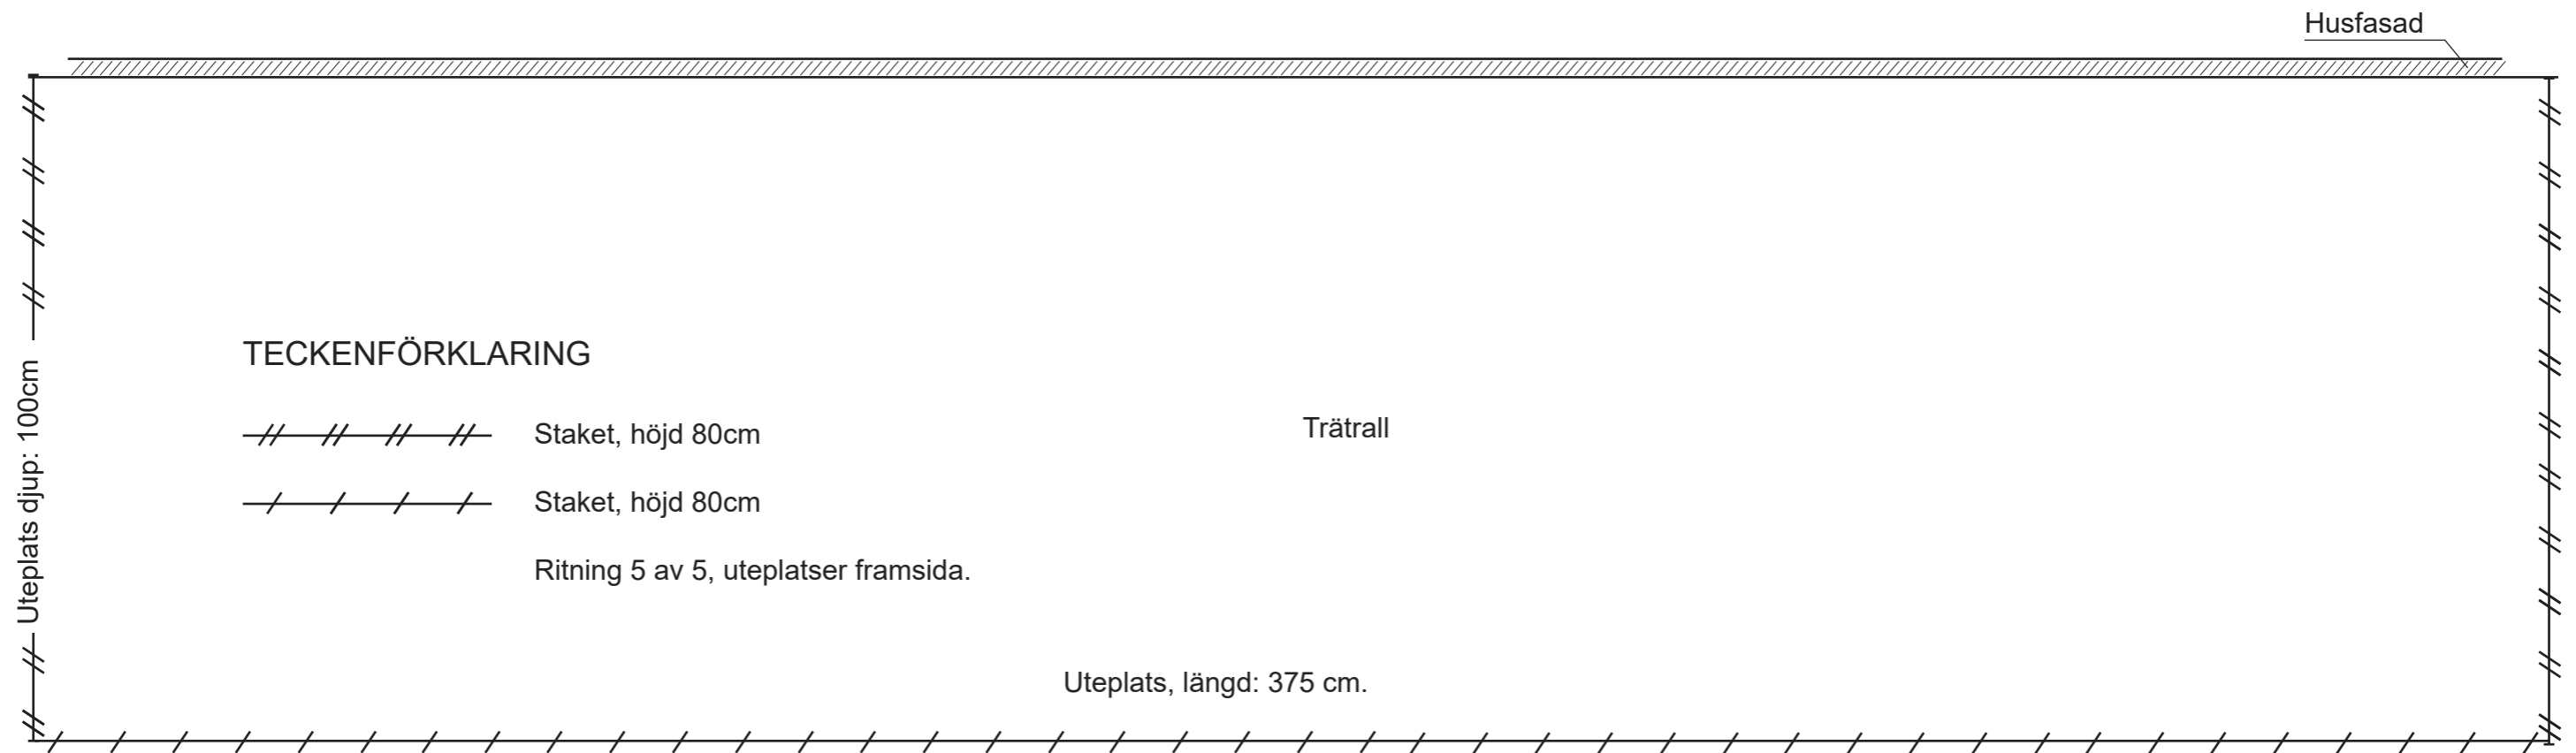 Husfasad
Uteplats djup: 100cm
TECKENFÖRKLARING
Staket, höjd 80cm
Staket, höjd 80cm
Ritning 5 av 5, uteplatser framsida.
Trätrall
Uteplats, längd: 375 cm.